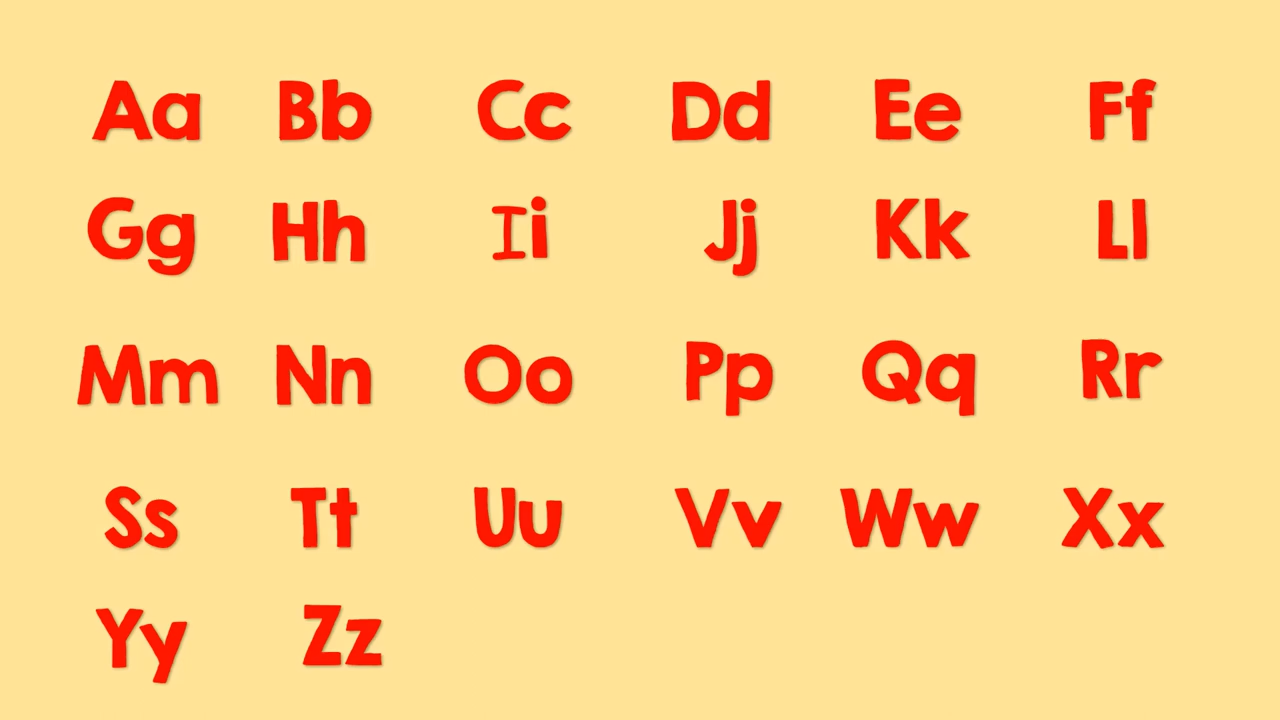 Aa Bb Cc Dd Ee Ff
Gg Hh Ii Jj Kk Ll
Mm Nn Oo Pp Qq Rr
Ss Tt Uu Vv Ww Xx
Yy Zz